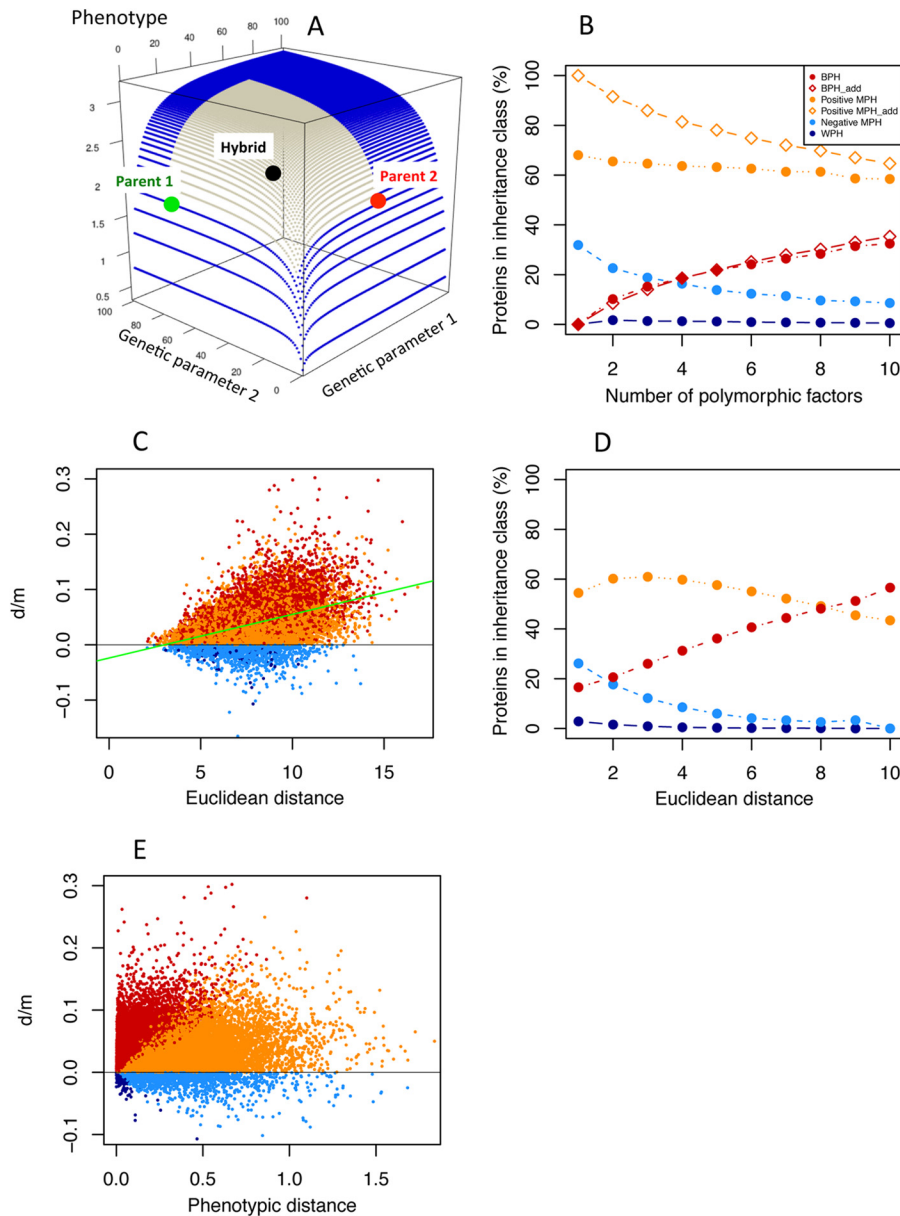 Phenotype
A
0
20
40
60
80
100
3
2.5
2
1.5
1
0.5
100
80
60
40
20
0
Hybrid
Parent 1
Parent 2
Genetic parameter 2
Genetic parameter 1
B
Proteins in inheritance class (%)
100
80
60
40
20
0
BPH
BPH_add
Positive MPH
Positive MPH_add
Negative MPH
WPH
2 4 6 8 10
Number of polymorphic factors
C
d/m
0.3
0.2
0.1
0.0
−0.1
0 5 10 15
Euclidean distance
D
Proteins in inheritance class (%)
100
80
60
40
20
0
2 4 6 8 10
Euclidean distance
E
d/m
0.3
0.2
0.1
0.0
−0.1
0.0 0.5 1.0 1.5
Phenotypic distance